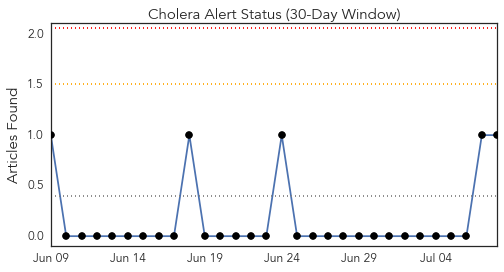 Cholera Alert Status (30-Day Window)
2.0
1.5
1.0
0.5
0.0
Articles Found
Jun 09 Jun 14 Jun 19 Jun 24 Jun 29 Jul 04